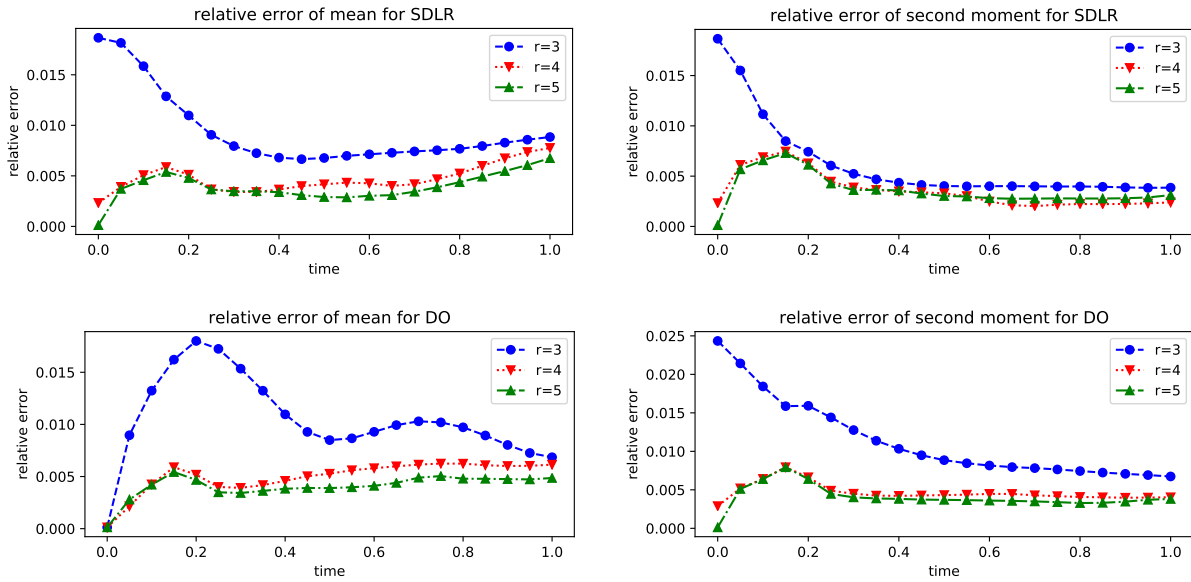 relative error of mean for SDLR
relative error
0.015
0.010
0.005
0.000
r=3
r=4
r=5
0.0 0.2 0.4 0.6 0.8 1.0
time
relative error of second moment for SDLR
relative error
0.015
0.010
0.005
0.000
r=3
r=4
r=5
0.0 0.2 0.4 0.6 0.8 1.0
time
relative error of mean for DO
relative error
0.015
0.010
0.005
0.000
r=3
r=4
r=5
0.0 0.2 0.4 0.6 0.8 1.0
time
relative error of second moment for DO
relative error
0.025
0.020
0.015
0.010
0.005
0.000
r=3
r=4
r=5
0.0 0.2 0.4 0.6 0.8 1.0
time